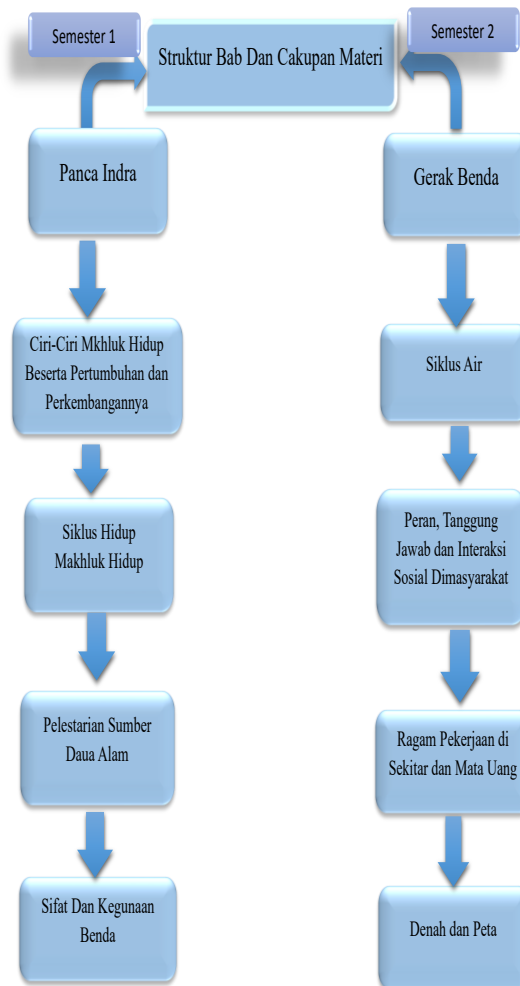 Semester 1
Struktur Bab Dan Cakupan Materi
Semester 2
Panca Indra
Ciri-Ciri Mkhluk Hidup
Beserta Pertumbuhan dan
Perkembangannya
Siklus Hidup
Makhluk Hidup
Pelestarian Sumber
Daua Alam
Sifat Dan Kegunaan
Benda
Gerak Benda
Siklus Air
Peran, Tanggung
Jawab dan Interaksi
Sosial Dimasyarakat
Ragam Pekerjaan di
Sekitar dan Mata Uang
Denah dan Peta